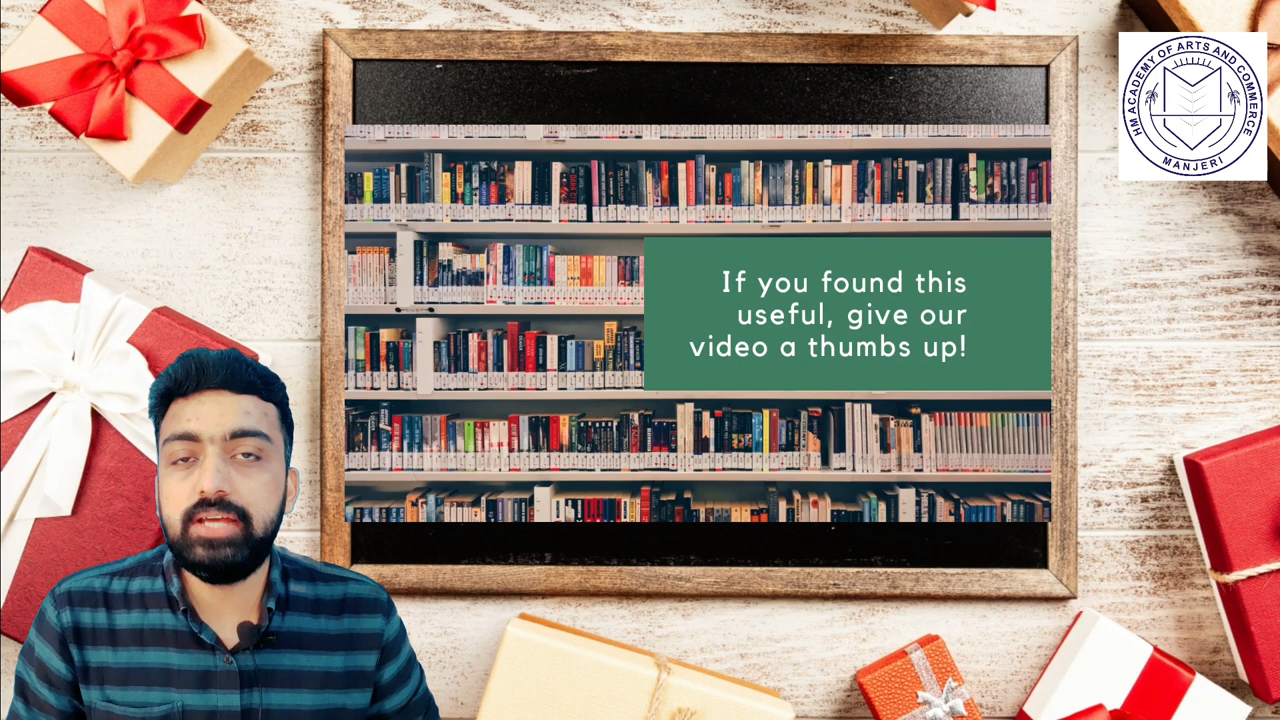 HM ACADEMY OF ARTS AND COMMERCE
MANJERI
If you found this
useful, give our
video a thumbs up!